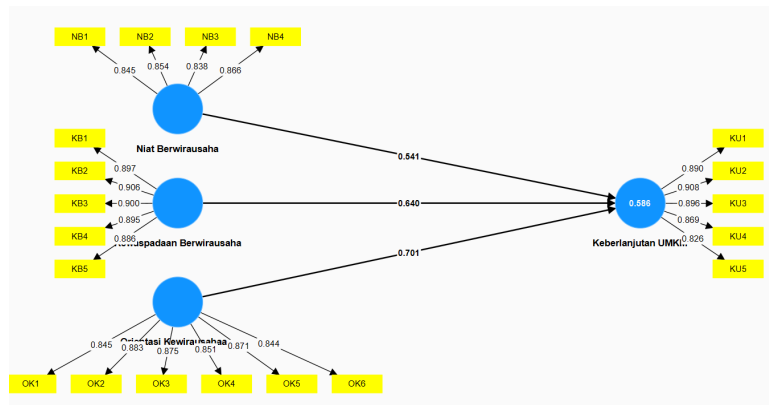 NB1 NB2 NB3 NB4
0.845 0.854 0.838 0.866
Niat Berwirausaha
KB1
KB2
KB3
KB4
KB5
0.897
0.906
0.900
0.895
0.886
Berwirausaha
Orientasi
OK1 OK2 OK3 OK4 OK5 OK6
0.845 0.883 0.875 0.851 0.871 0.844
0.541
0.640
0.701
0.586
Keberlanjutan
KU1
KU2
KU3
KU4
KU5
0.890
0.908
0.896
0.869
0.826